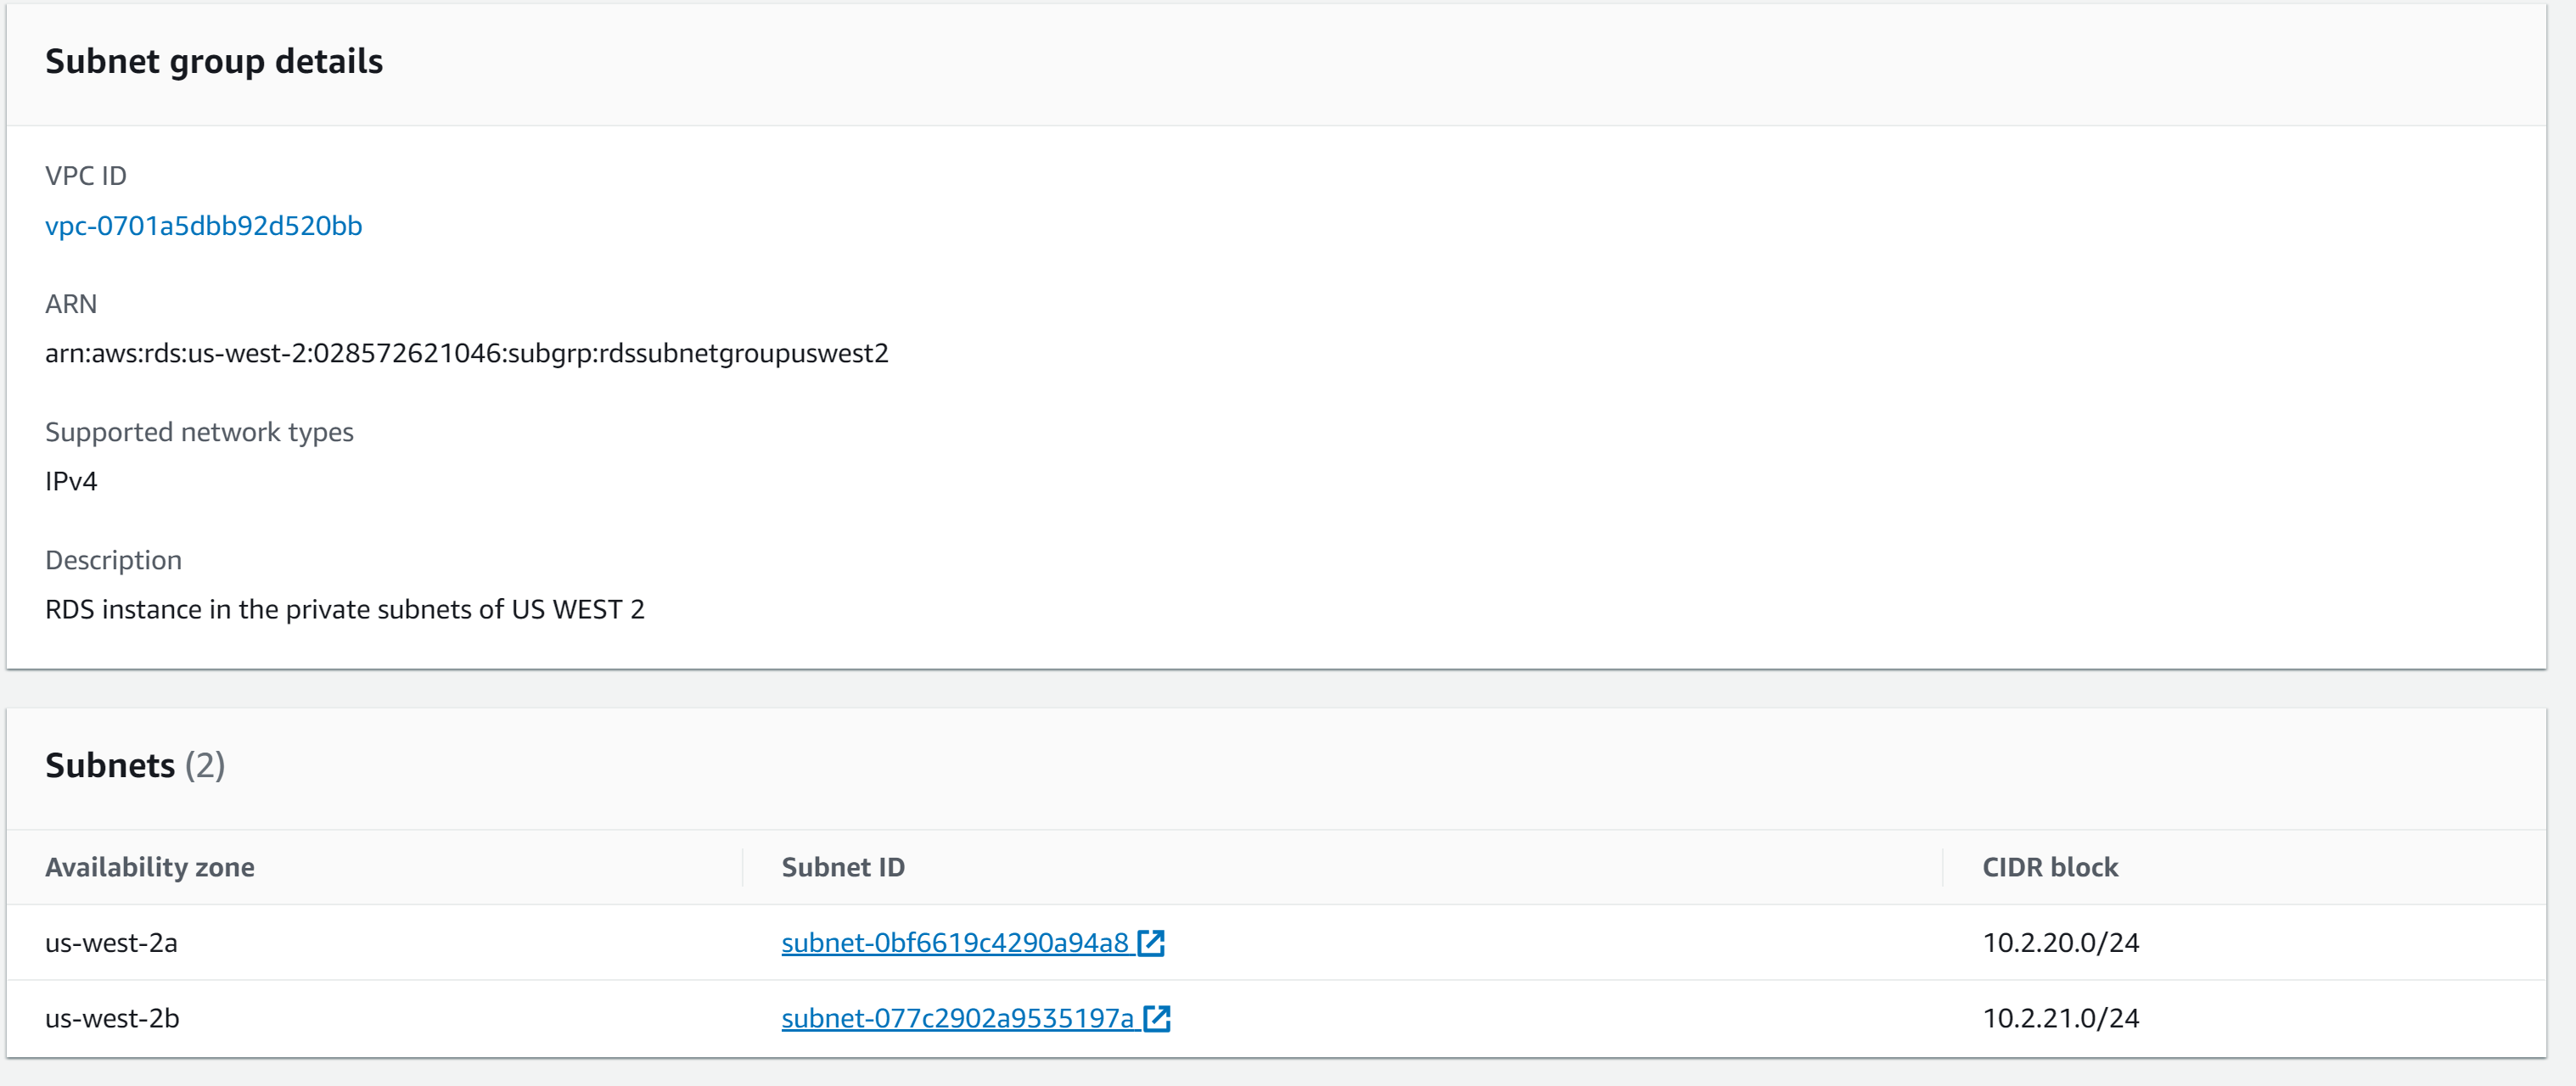 Subnet group details
VPC ID
vpc-0701a5dbb92d520bb
ARN
arn:aws:rds:us-west-2:028572621046:subgrp:rdssubnetgroupuswest2
Supported network types
IPv4
Description
RDS instance in the private subnets of US WEST 2
Subnets (2)
Availability zone Subnet ID CIDR block
us-west-2a subnet-0bf6619c4290a94a8 10.2.20.0/24
us-west-2b subnet-077c2902a9535197a 10.2.21.0/24